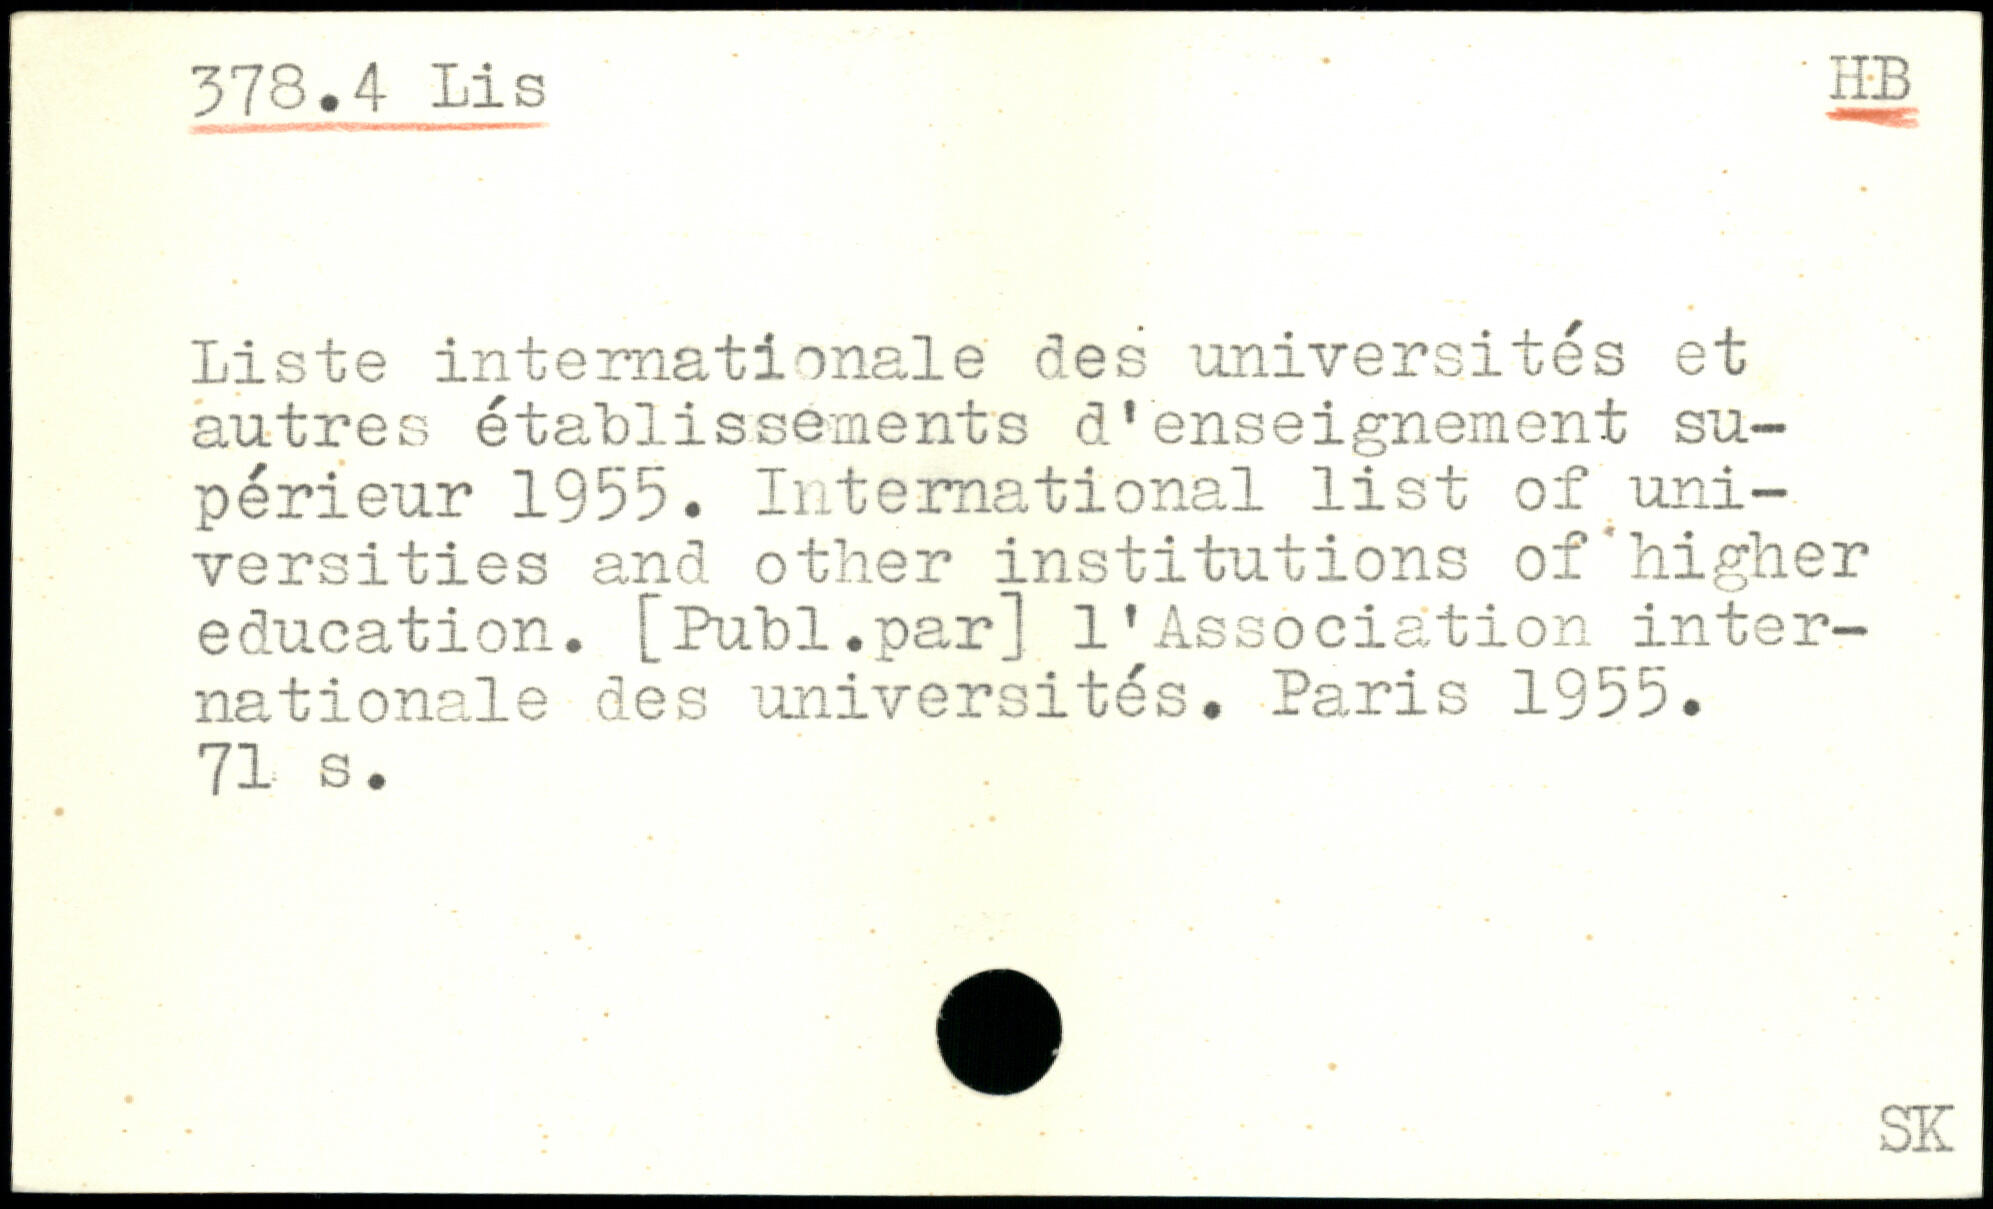 378.4 Lis
HB
Liste internationale des universités et
autres établissements d'enseignement su-
périeur 1955. International list of uni-
versities and other institutions of higher
education. [Publ.par] l'Association inter-
nationale des universités. Paris 1955.
71 s.
SK